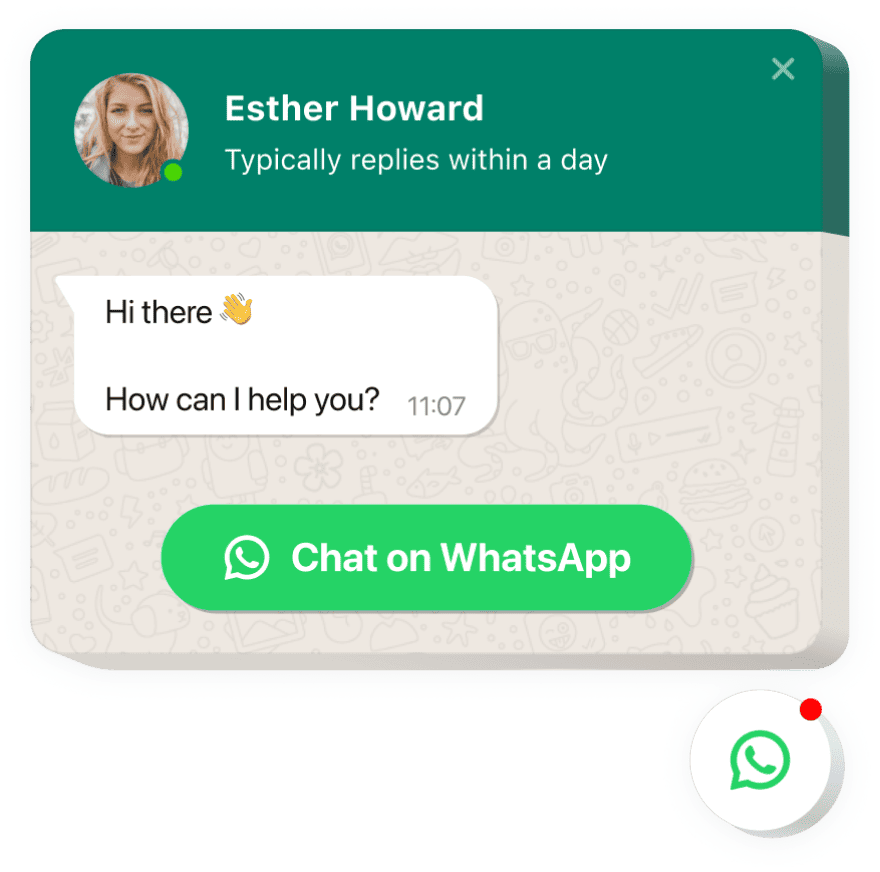 Esther Howard
Typically replies within a day
Hi there 👋
How can I help you?
11:07
Chat on WhatsApp